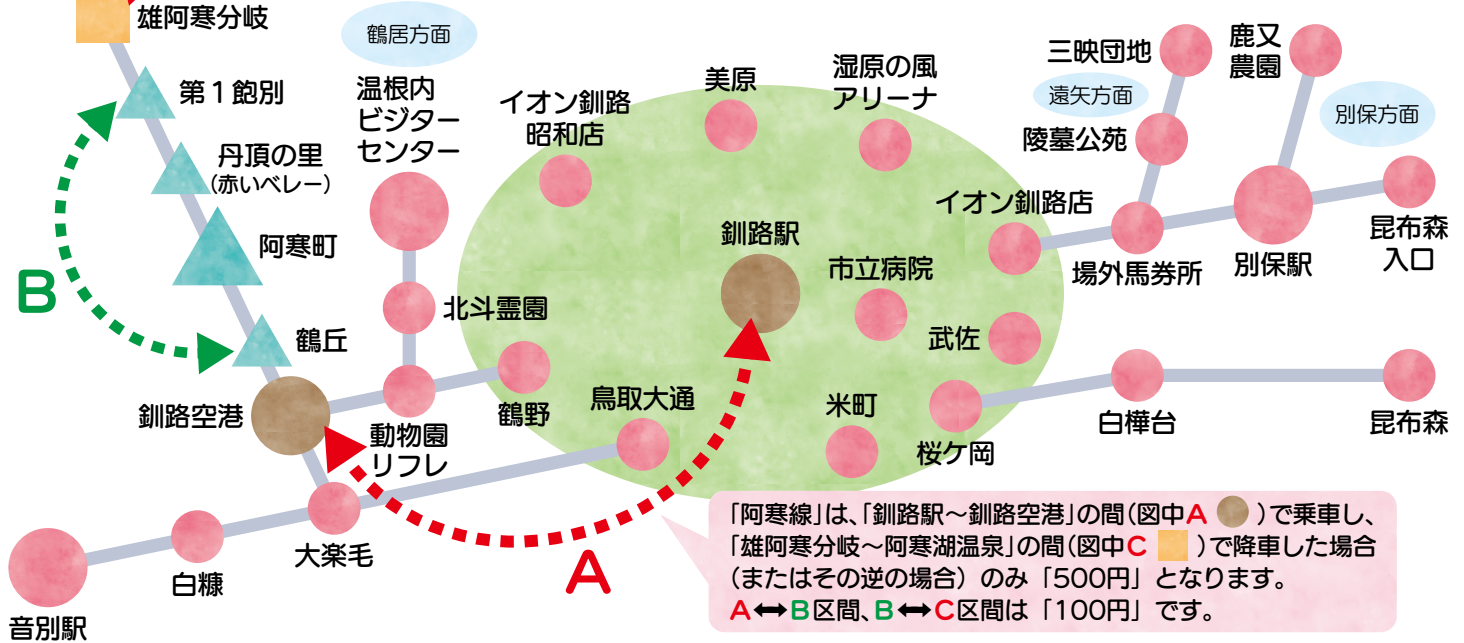 雄阿寒分岐
鶴居方面
第1飽別
丹頂の里
(赤いベレー)
阿寒町
B
鶴丘
釧路空港
温根内
ビジター
センター
北斗霊園
動物園
リフレ
鶴野
イオン釧路
昭和店
美原
湿原の風
アリーナ
釧路駅
市立病院
イオン釧路店
武佐
米町
桜ケ岡
鳥取大通
三映団地
遠矢方面
陵墓公苑
鹿又
農園
別保方面
場外馬券所
別保駅
昆布森
入口
白樺台
昆布森
大楽毛
白糠
音別駅
A
「阿寒線」は、「釧路駅〜釧路空港」の間(図中A )で乗車し、
「雄阿寒分岐〜阿寒湖温泉」の間(図中C )で降車した場合
(またはその逆の場合)のみ「500円」となります。
A⟷B区間、B⟷C区間は「100円」です。